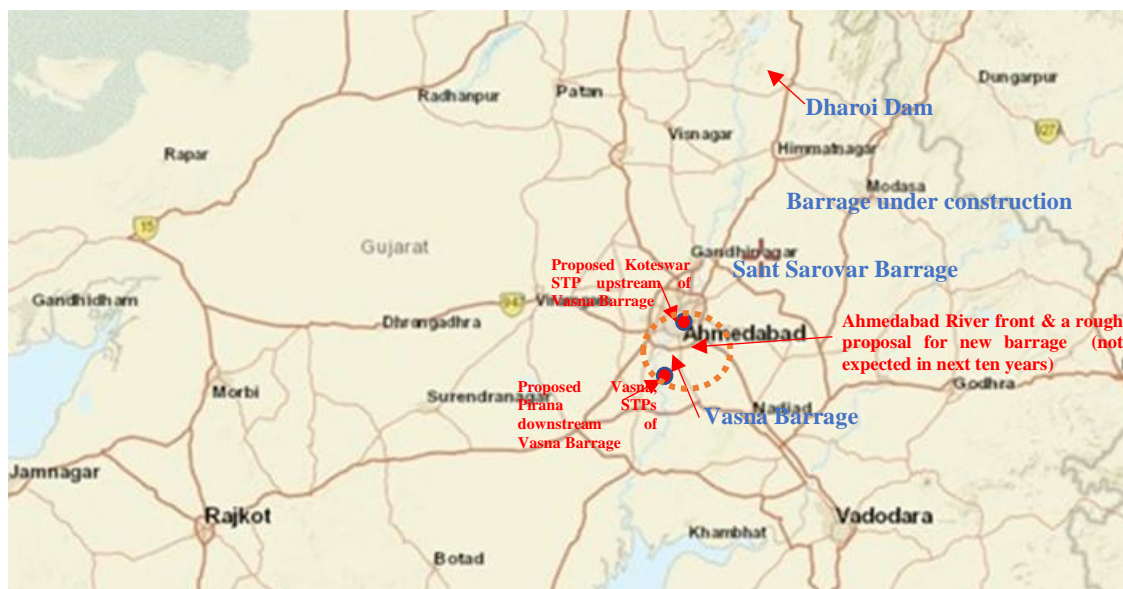 Dungarpur
Radhanpur
Patan
Dharoi Dam
927A
Visnagar
Himmatnagar
Rapar
Modasa
Barrage under construction
15
Gujarat
Gandhinagar
Proposed Koteswar
STP upstream of
Vasna Barrage
Sant Sarovar Barrage
Gandhidham
947
Dhrangadhra
Ahmedabad
Ahmedabad River front & a rough
proposal for new barrage (not
expected in next ten years)
Godhra
Morbi
Surendranagar
Proposed Vasna,
Pirana STPs
downstream of
Vasna Barrage
Nadiad
Vasna Barrage
Jamnagar
Rajkot
Vadodara
Khambhat
Botad